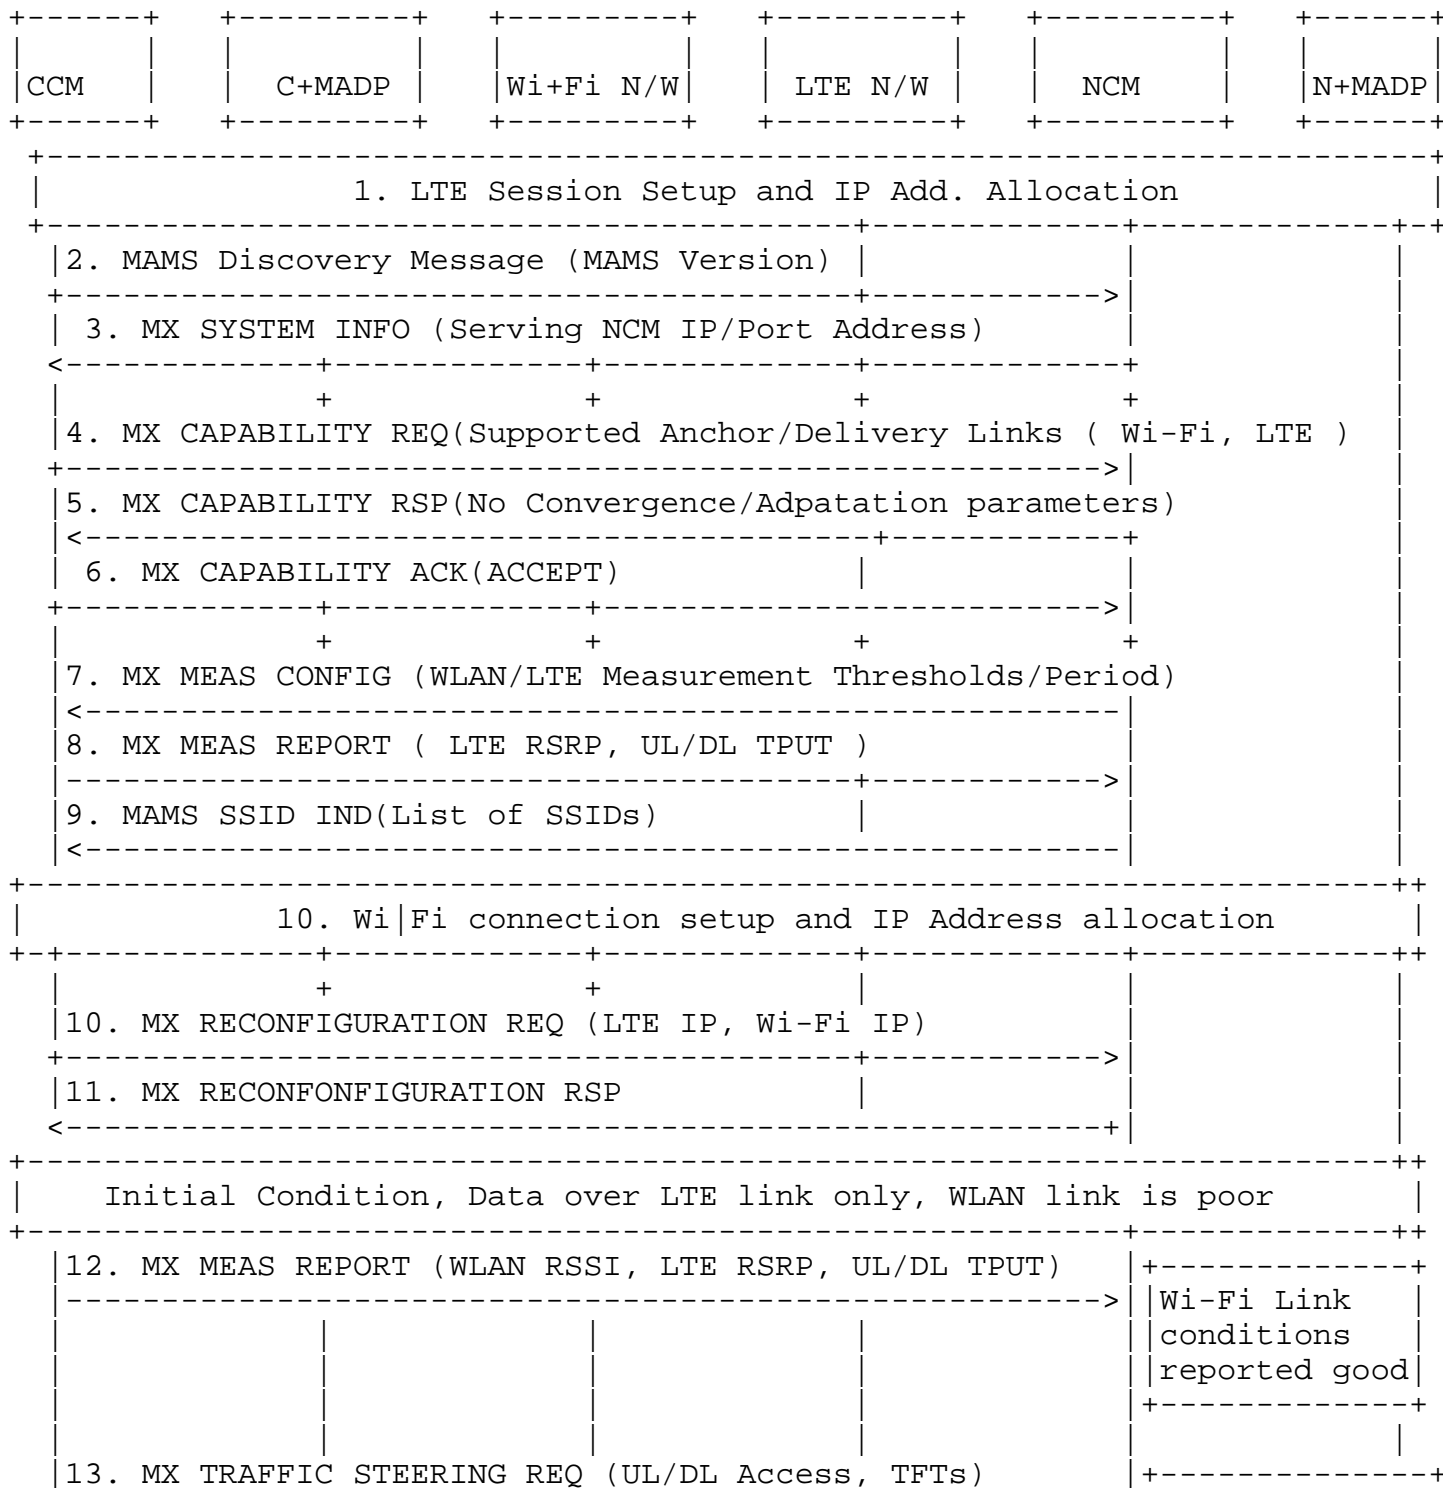 CCM C+MADP Wi+Fi N/W LTE N/W NCM N+MADP
1. LTE Session Setup and IP Add. Allocation
2. MAMS Discovery Message (MAMS Version)
3. MX SYSTEM INFO (Serving NCM IP/Port Address)
4. MX CAPABILITY REQ(Supported Anchor/Delivery Links ( Wi-Fi, LTE )
5. MX CAPABILITY RSP(No Convergence/Adpatation parameters)
6. MX CAPABILITY ACK(ACCEPT)
7. MX MEAS CONFIG (WLAN/LTE Measurement Thresholds/Period)
8. MX MEAS REPORT ( LTE RSRP, UL/DL TPUT )
9. MAMS SSID IND(List of SSIDs)
10. Wi|Fi connection setup and IP Address allocation
10. MX RECONFIGURATION REQ (LTE IP, Wi-Fi IP)
11. MX RECONFONFIGURATION RSP
Initial Condition, Data over LTE link only, WLAN link is poor
12. MX MEAS REPORT (WLAN RSSI, LTE RSRP, UL/DL TPUT)
Wi-Fi Link
conditions
reported good
13. MX TRAFFIC STEERING REQ (UL/DL Access, TFTs)